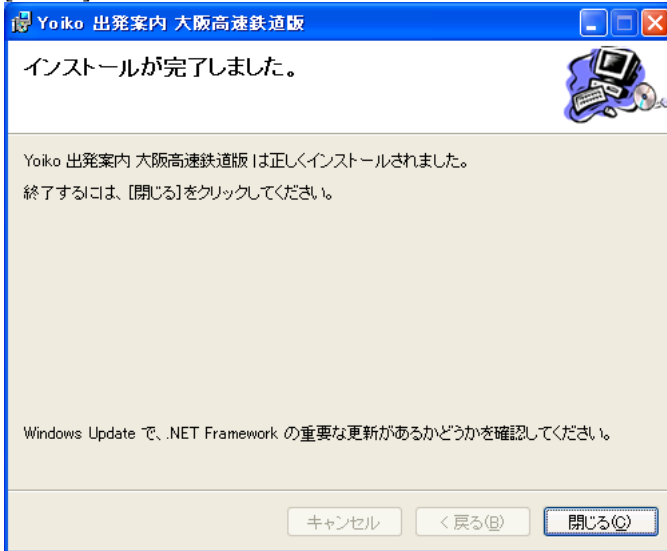 Yoiko 出発案内 大阪高速鉄道版
インストールが完了しました。
Yoiko 出発案内 大阪高速鉄道版 は正しくインストールされました。
終了するには、[閉じる]をクリックしてください。
Windows Update で、.NET Framework の重要な更新があるかどうかを確認してください。
キャンセル < 戻る(B) 閉じる(C)